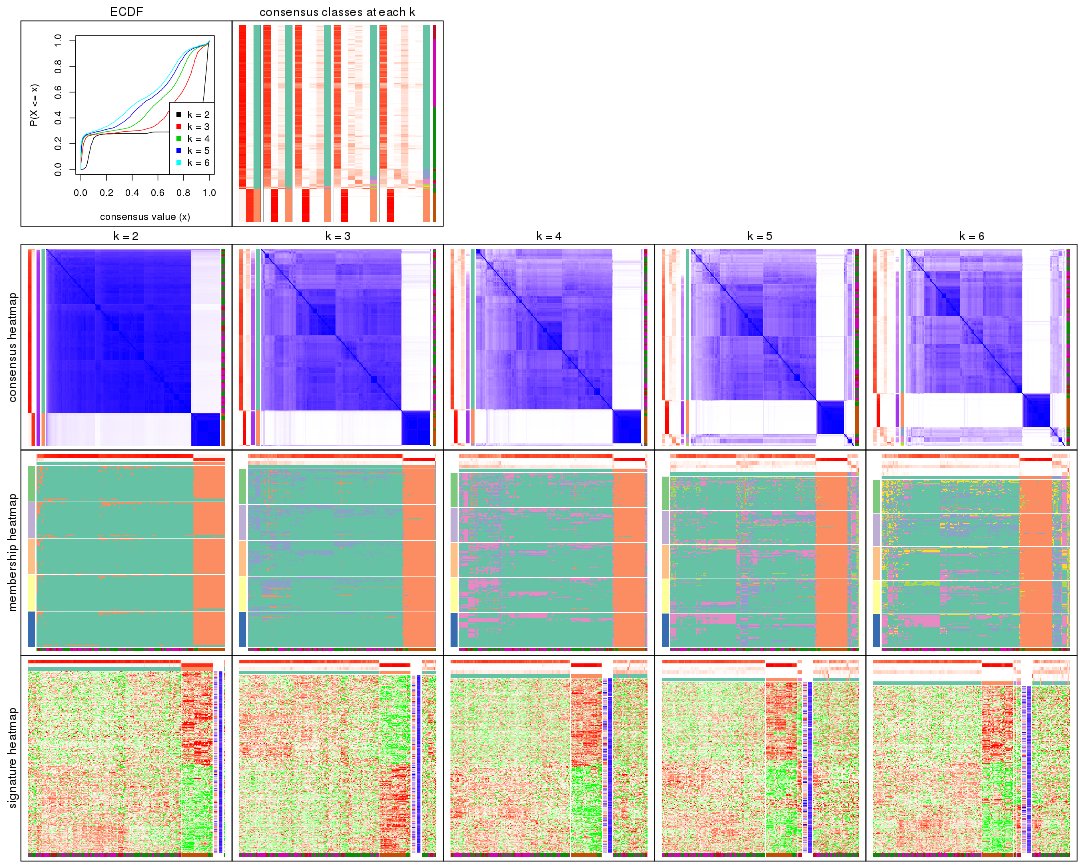 ECDF
consensus classes at each k
P(X <= x)
0.0
0.2
0.4
0.6
0.8
1.0
k = 2
k = 3
k = 4
k = 5
k = 6
0.0 0.2 0.4 0.6 0.8 1.0
consensus value (x)
k = 2
k = 3
k = 4
k = 5
k = 6
consensus heatmap
membership heatmap
signature heatmap